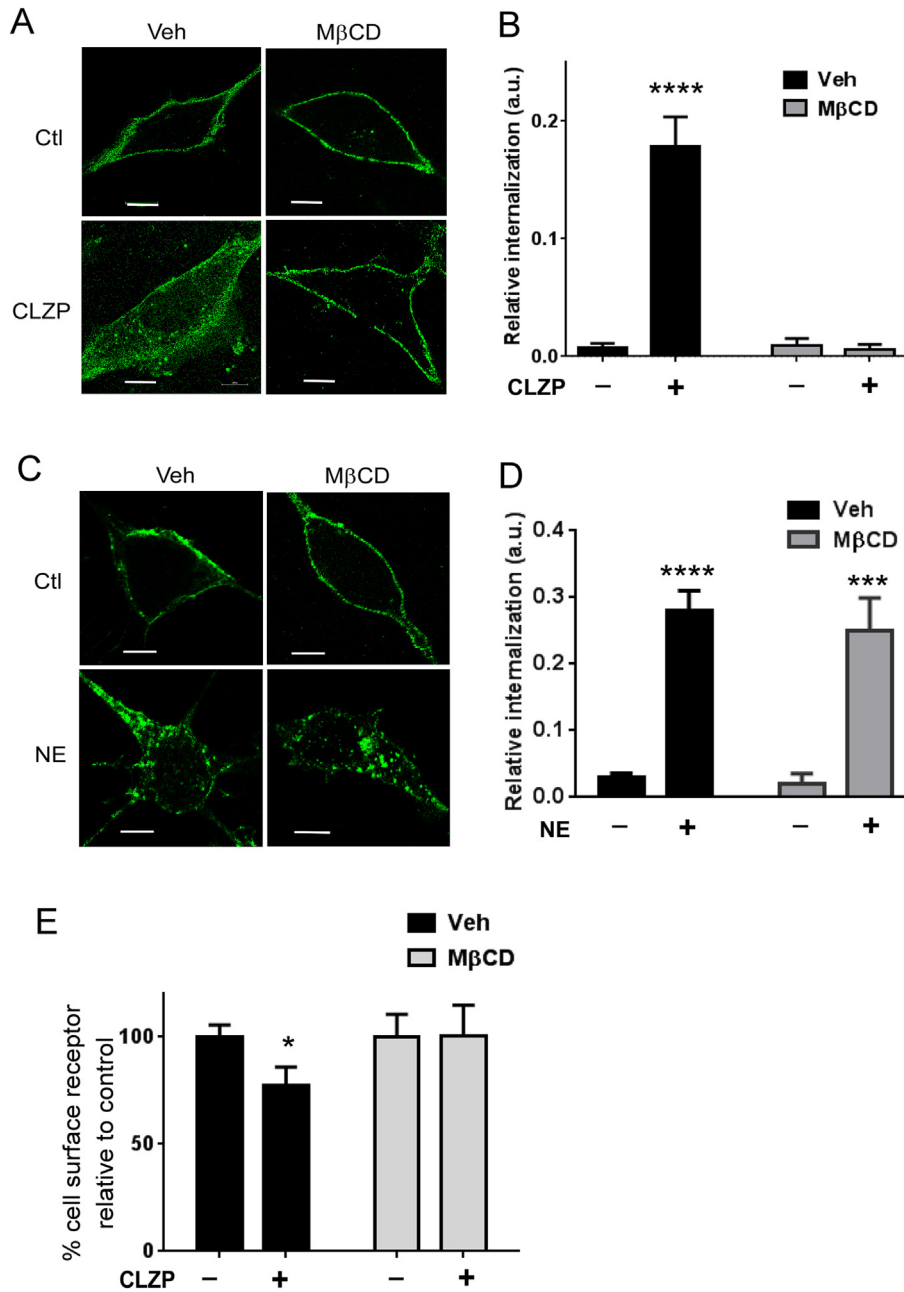 A
Veh
MβCD
Ctl
CLZP
B
Relative internalization (a.u.)
0.2
0.1
0.0
****
Veh
MβCD
CLZP
–
+
–
+
C
Veh
MβCD
Ctl
NE
D
Relative internalization (a.u.)
0.4
0.3
0.2
0.1
0.0
Veh
MβCD
****
***
NE
–
+
–
+
E
Veh
MβCD
% cell surface receptor
relative to control
100
50
0
*
CLZP
–
+
–
+